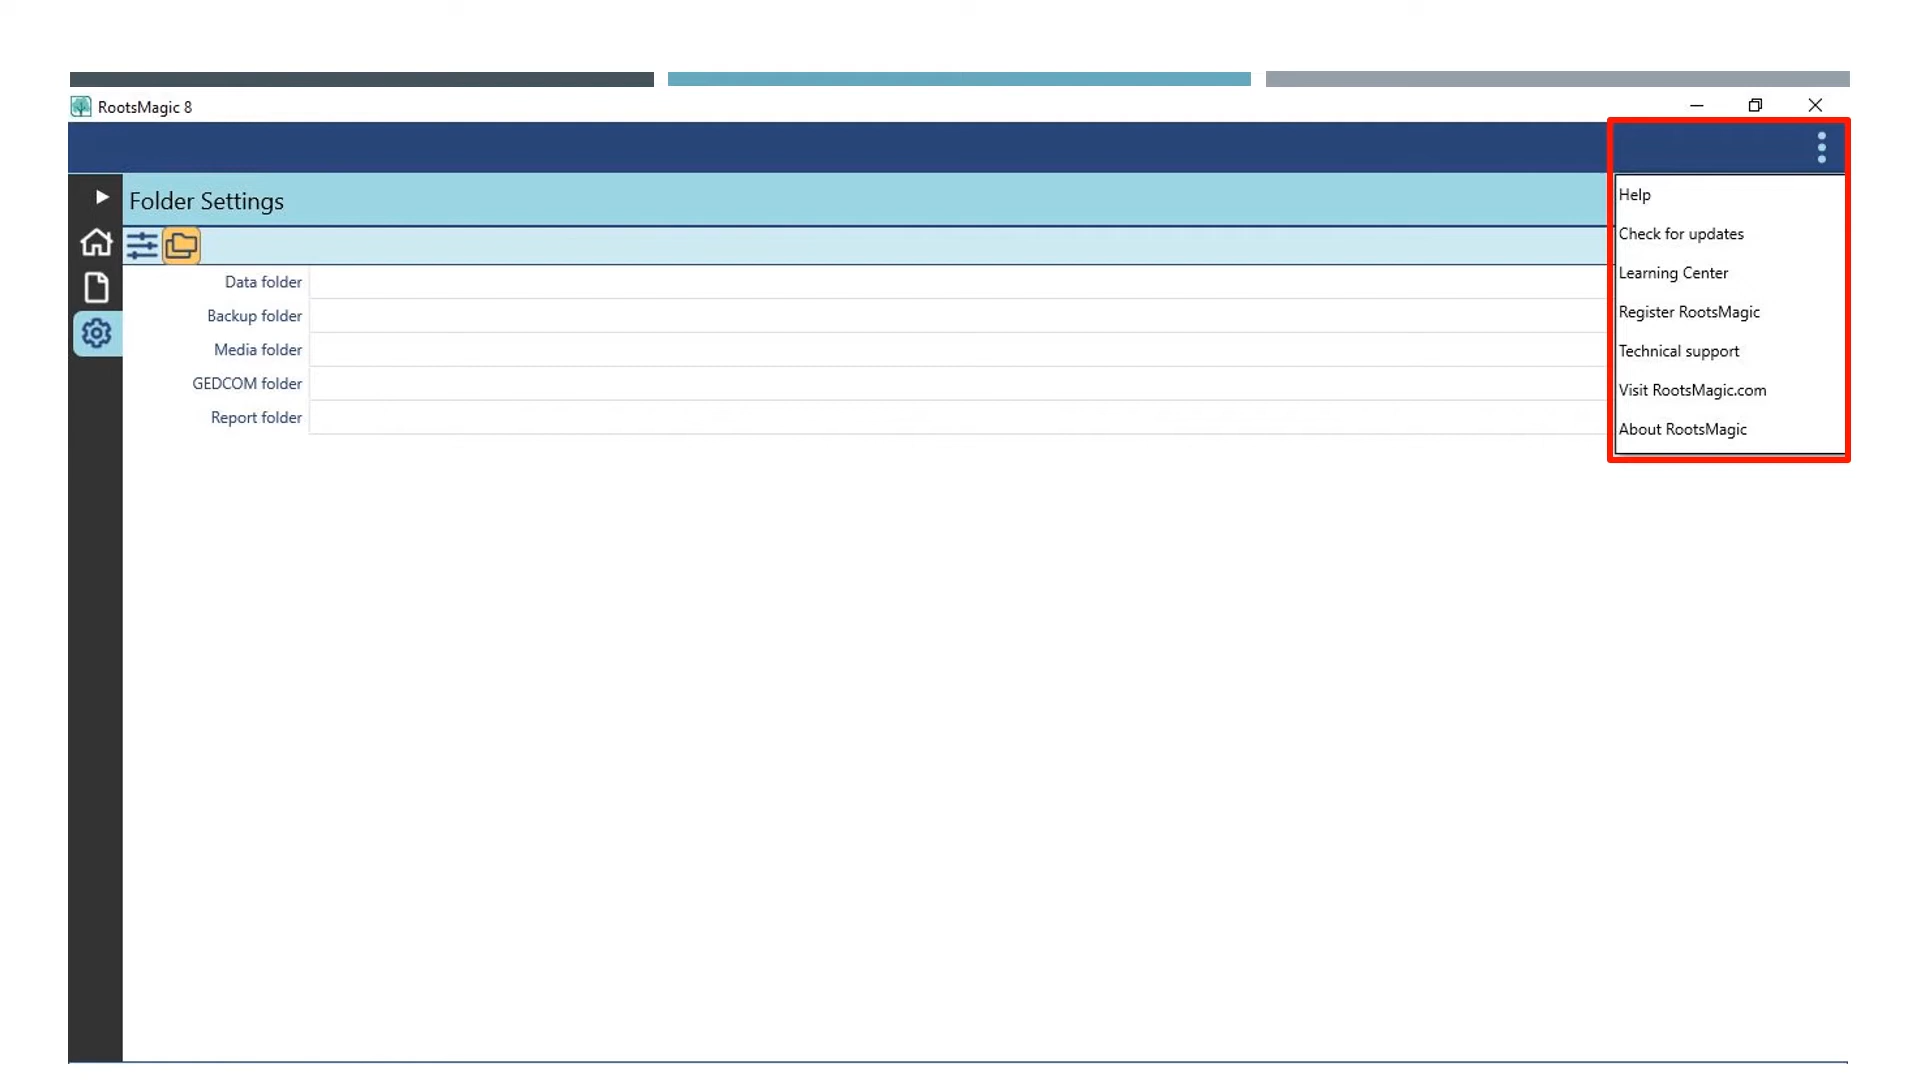 RootsMagic 8
Folder Settings
Data folder
Backup folder
Media folder
GEDCOM folder
Report folder
Help
Check for updates
Learning Center
Register RootsMagic
Technical support
Visit RootsMagic.com
About RootsMagic